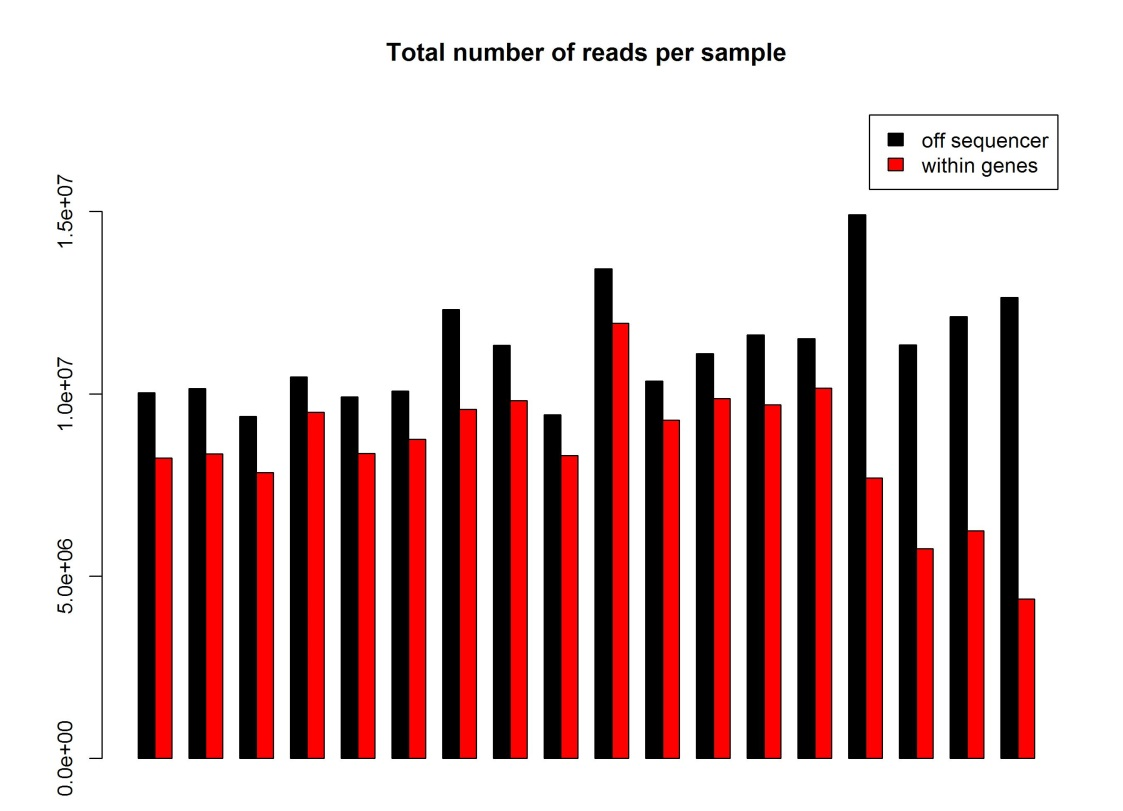 Total number of reads per sample
off sequencer
within genes
1.5e+07
1.0e+07
5.0e+06
0.0e+00